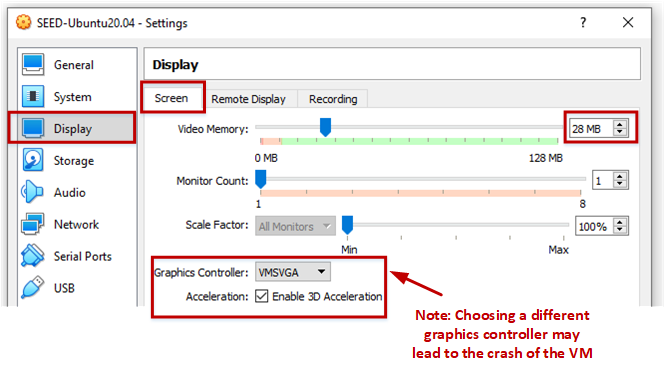 SEED-Ubuntu20.04 - Settings
?
General
System
Display
Storage
Audio
Network
Serial Ports
USB
Display
Screen
Remote Display
Recording
Video Memory:
28 MB
0 MB
128 MB
Monitor Count:
1
1
8
Scale Factor:
All Monitors
100%
Min
Max
Graphics Controller:
VMSVGA
Acceleration:
Enable 3D Acceleration
Note: Choosing a different
graphics controller may
lead to the crash of the VM